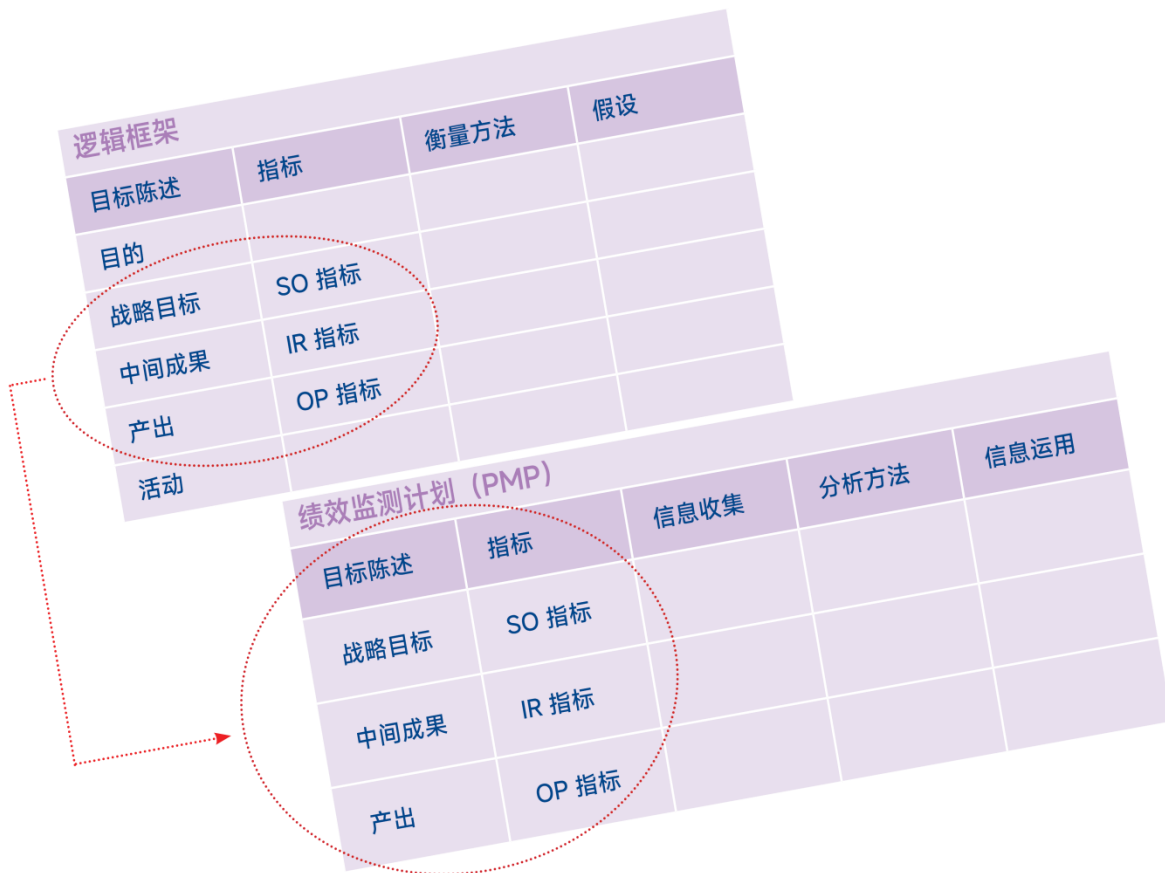 逻辑框架
目标陈述 指标 衡量方法 假设
目的
战略目标 SO 指标
中间成果 IR 指标
产出 OP 指标
活动
绩效监测计划（PMP）
目标陈述 指标 信息收集 分析方法 信息运用
战略目标 SO 指标
中间成果 IR 指标
产出 OP 指标